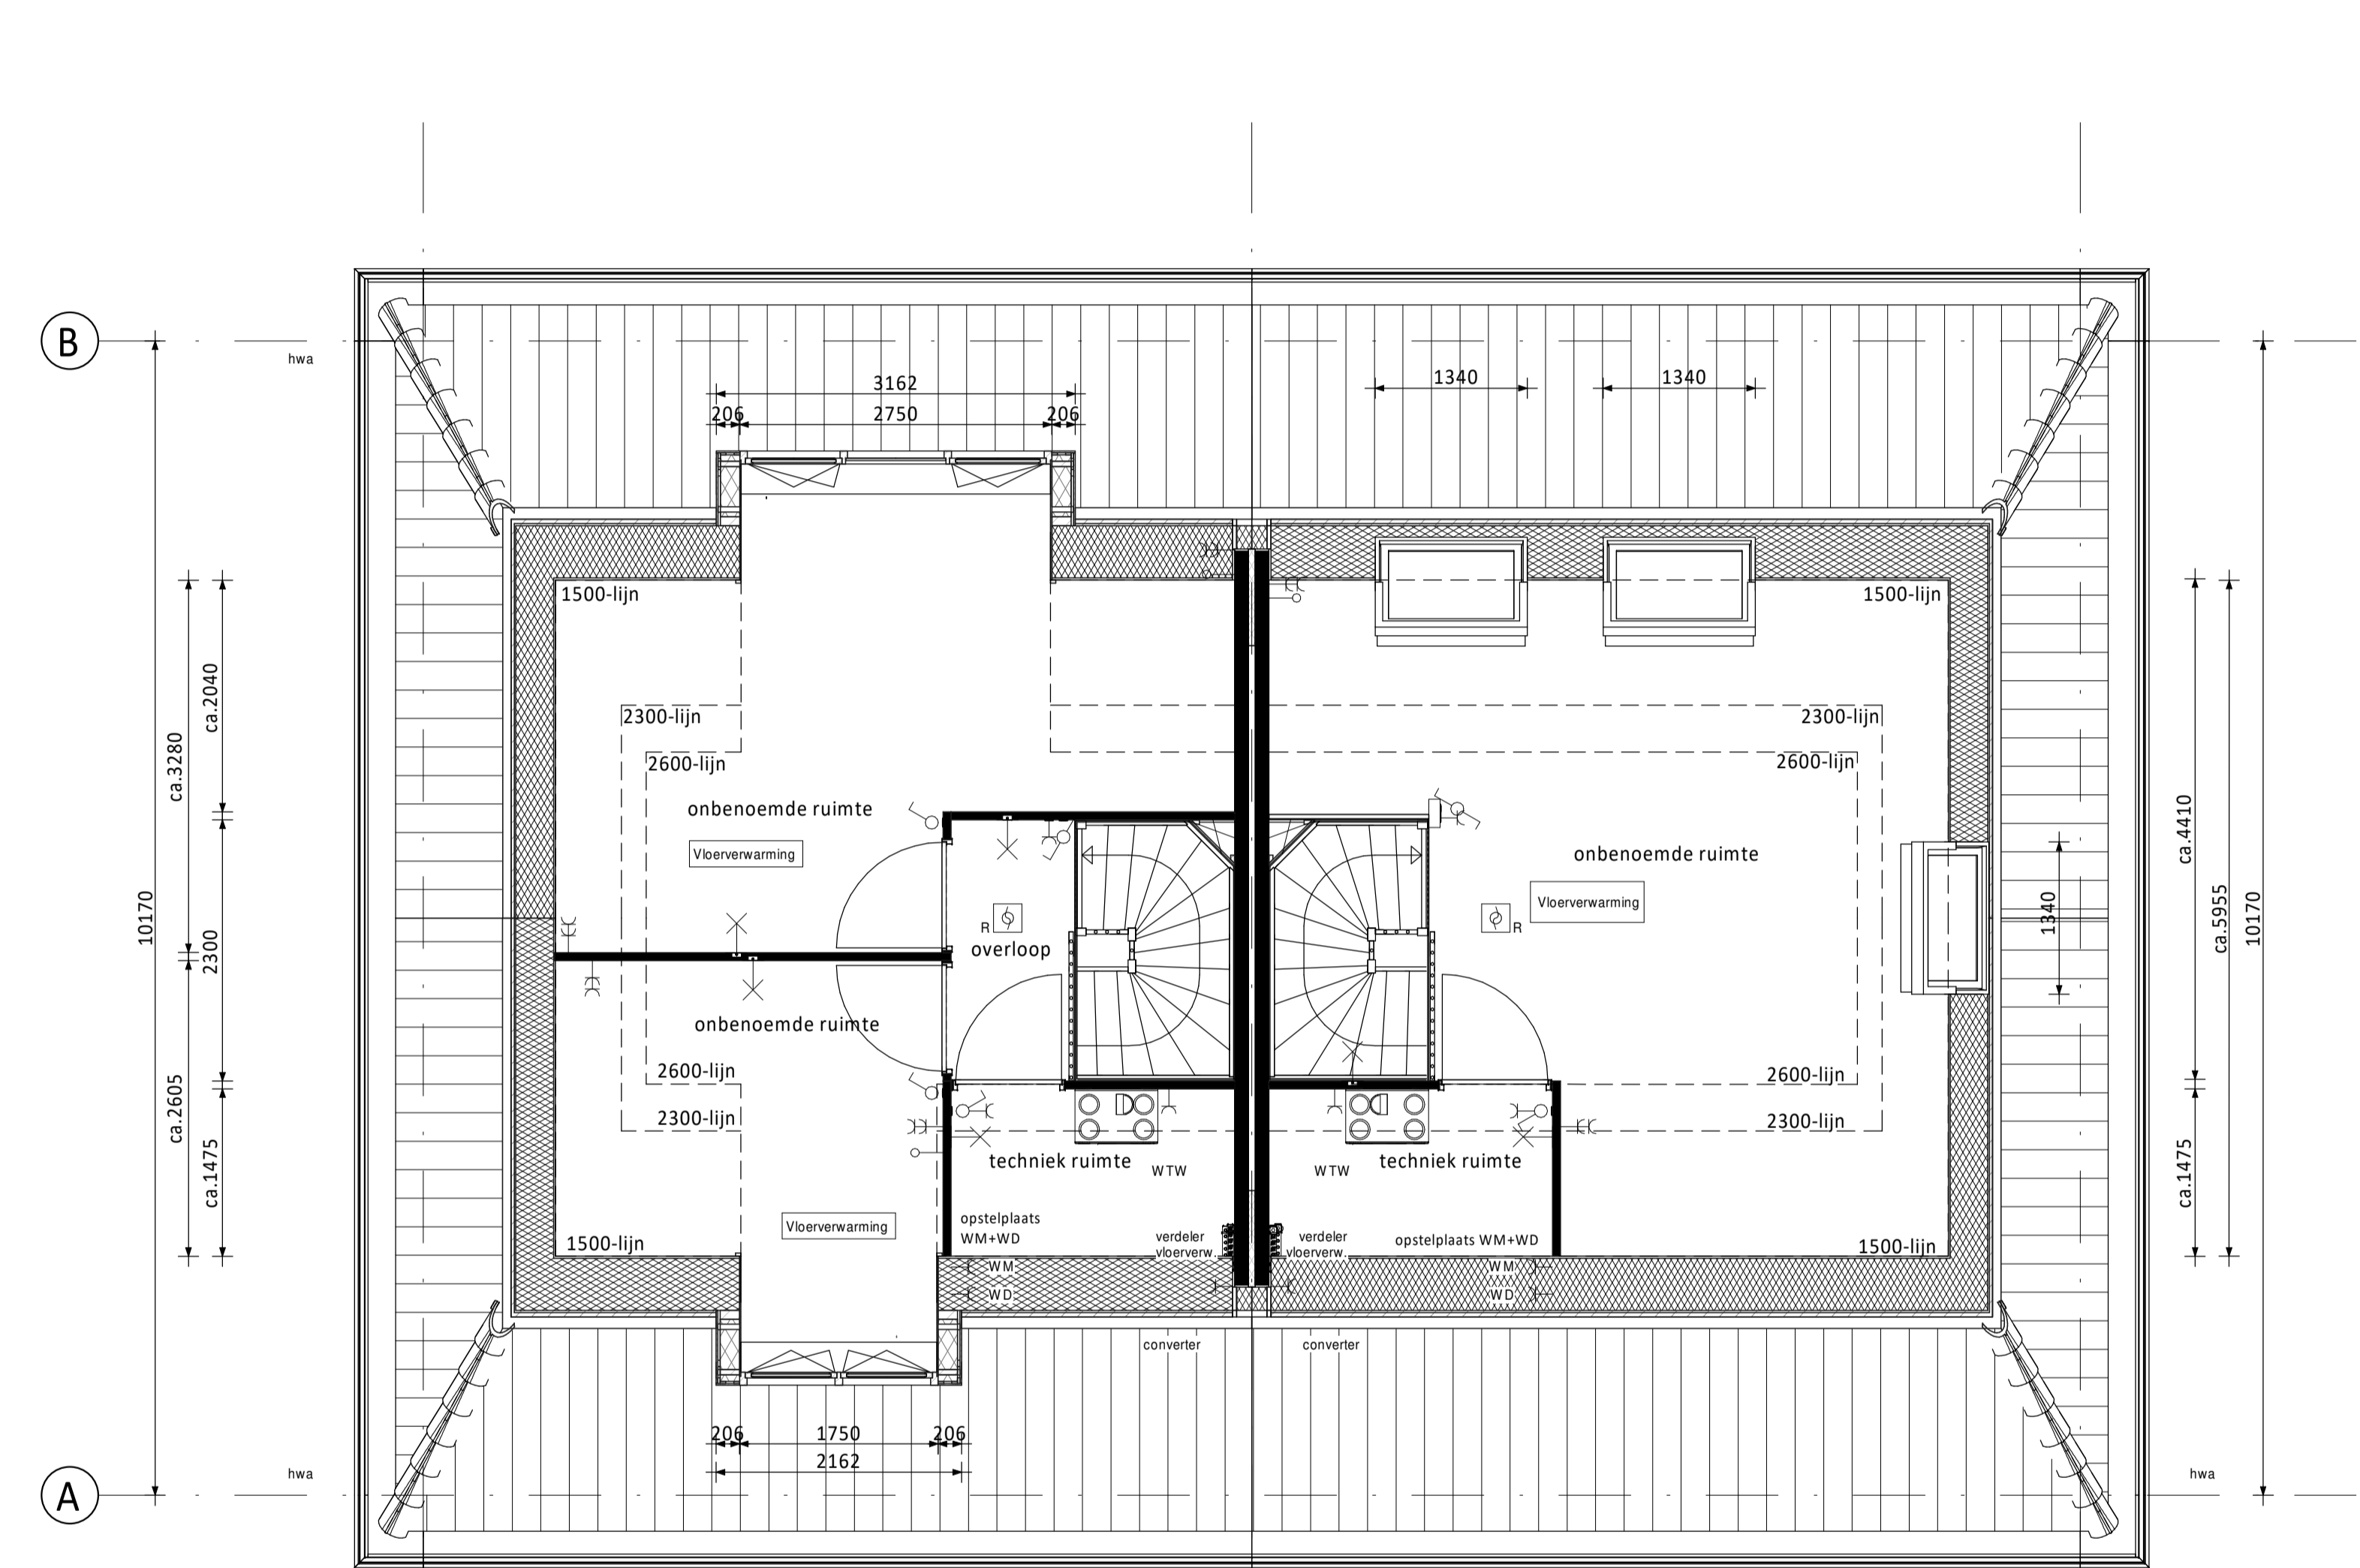 B
hwa
3162
206
2750
206
1340
1340
1500-lijn
1500-lijn
ca.2040
ca.3280
2300-lijn
2300-lijn
2600-lijn
2600-lijn
onbenoemde ruimte
Vloerverwarming
onbenoemde ruimte
Vloerverwarming
ca.4410
10170
2300
R
overloop
R
1340
ca.5955
10170
onbenoemde ruimte
2600-lijn
2300-lijn
2600-lijn
2300-lijn
ca.2605
ca.1475
techniek ruimte
WTW
WTW
techniek ruimte
ca.1475
Vloerverwarming
opstelplaats
WM+WD
verdeler
vloerverw.
verdeler
vloerverw.
opstelplaats WM+WD
1500-lijn
1500-lijn
WM
WD
WM
WD
converter
converter
206
1750
206
2162
hwa
hwa
A